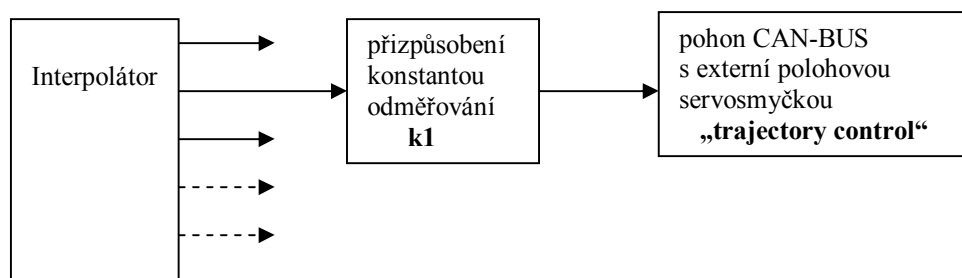 Interpolátor
přizpůsobení
konstantou
odměřování
k1
pohon CAN-BUS
s externí polohovou
servosmyčkou
„trajectory control“